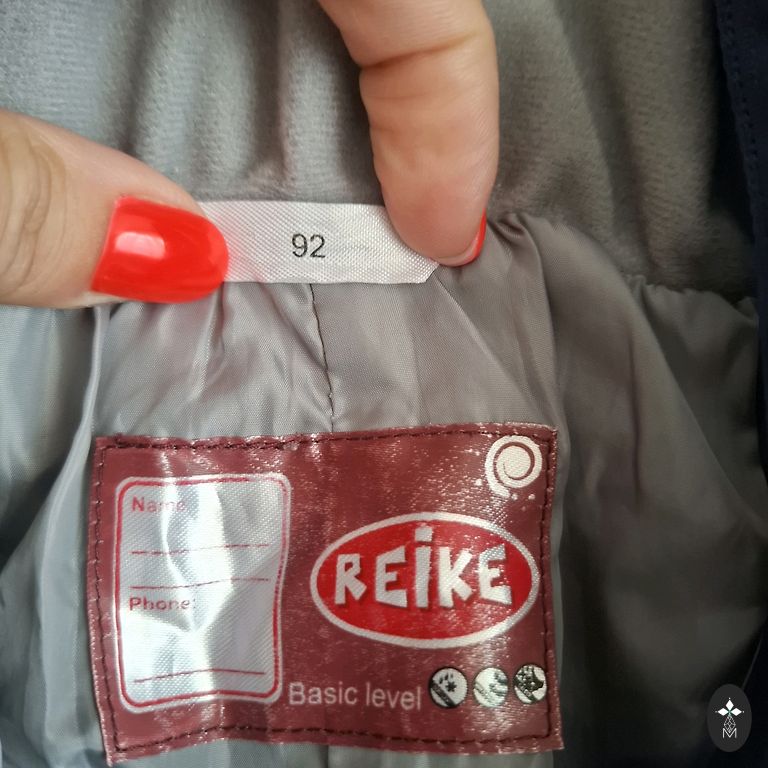 92
Name:
Phone:
REIKE
Basic level
M